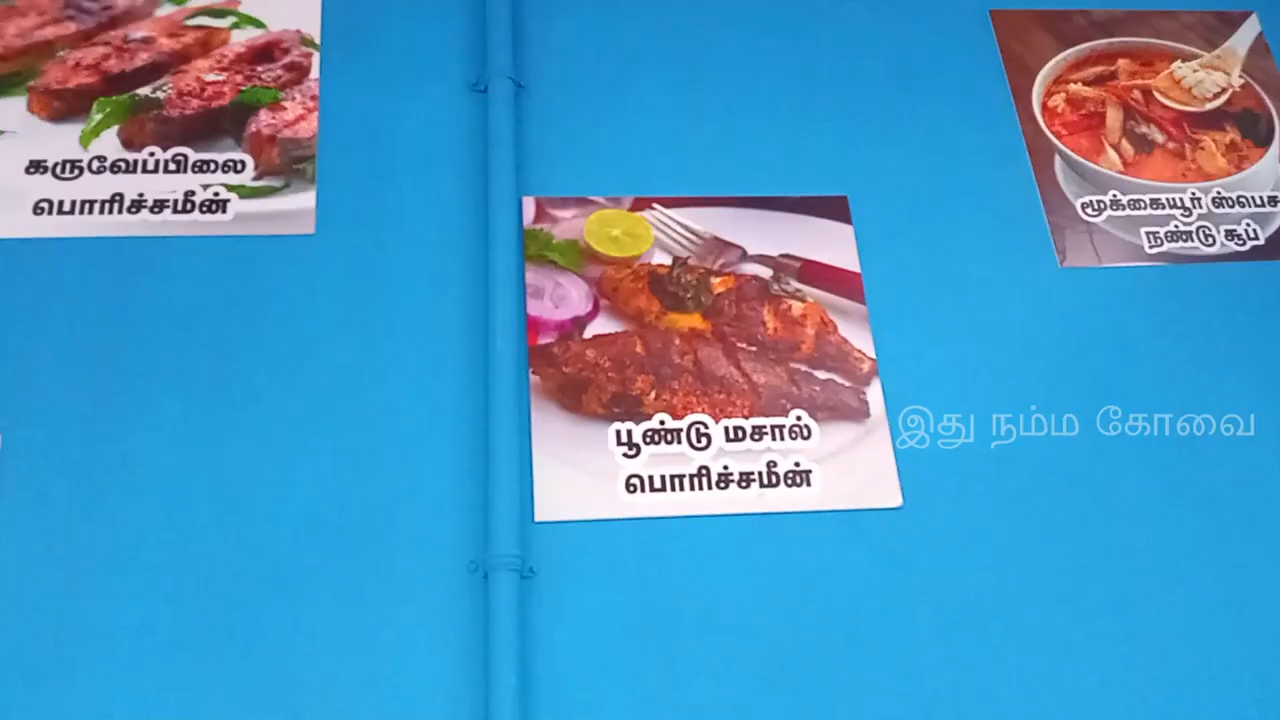 கருவேப்பிலை
பொரிச்சமீன்
பூண்டு மசால்
பொரிச்சமீன்
மூக்கையூர்
நண்டு சூப்
இது நம்ம கோவை